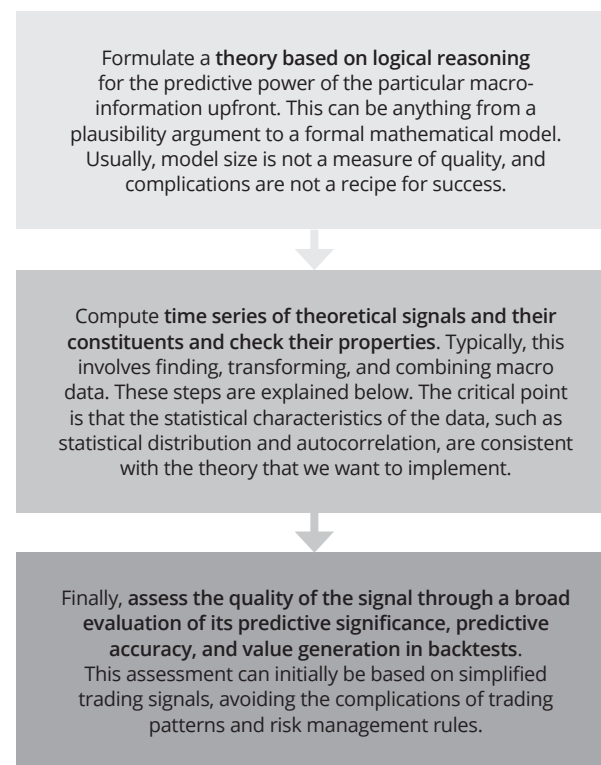 Formulate a theory based on logical reasoning
for the predictive power of the particular macro-
information upfront. This can be anything from a
plausibility argument to a formal mathematical model.
Usually, model size is not a measure of quality, and
complications are not a recipe for success.
Compute time series of theoretical signals and their
constituents and check their properties. Typically, this
involves finding, transforming, and combining macro
data. These steps are explained below. The critical point
is that the statistical characteristics of the data, such as
statistical distribution and autocorrelation, are consistent
with the theory that we want to implement.
Finally, assess the quality of the signal through a broad
evaluation of its predictive significance, predictive
accuracy, and value generation in backtests.
This assessment can initially be based on simplified
trading signals, avoiding the complications of trading
patterns and risk management rules.